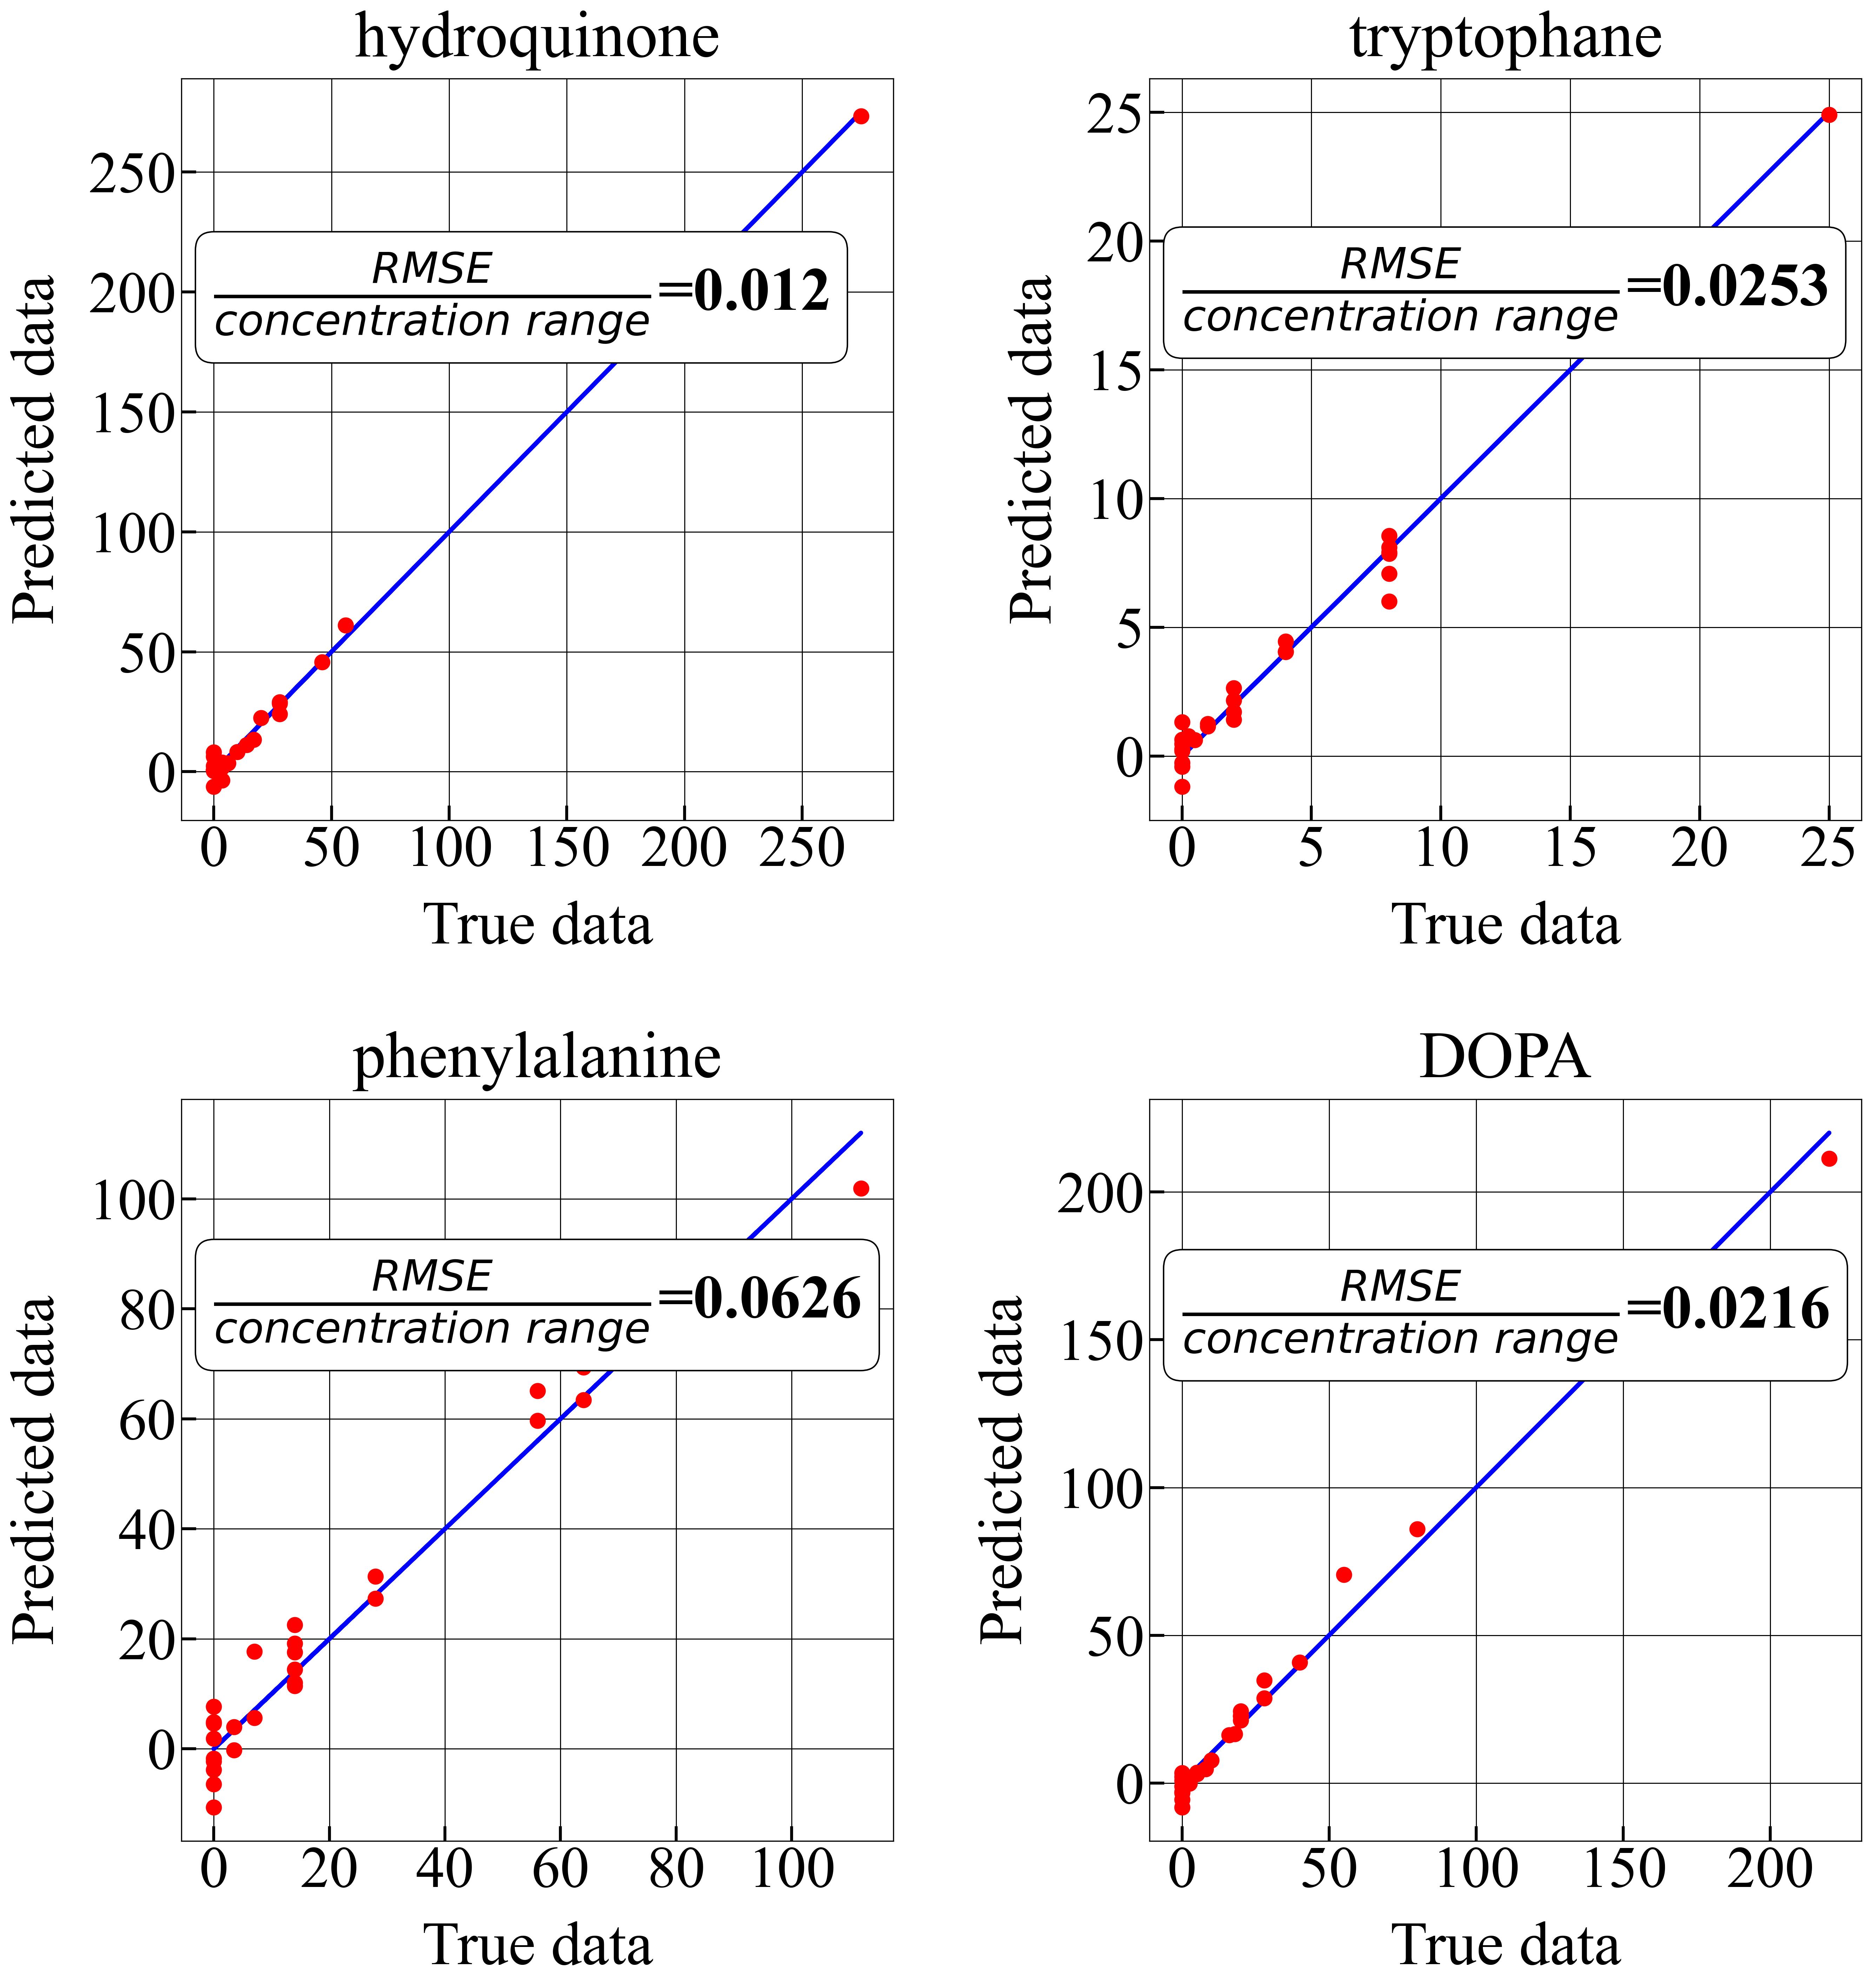 hydroquinone
Predicted data
250
200
150
100
50
0
RMSE
concentration range
=0.012
0 50 100 150 200 250
True data
tryptophane
Predicted data
25
20
15
10
5
0
RMSE
concentration range
=0.0253
0 5 10 15 20 25
True data
phenylalanine
Predicted data
100
80
60
40
20
0
RMSE
concentration range
=0.0626
0 20 40 60 80 100
True data
DOPA
Predicted data
200
150
100
50
0
RMSE
concentration range
=0.0216
0 50 100 150 200
True data